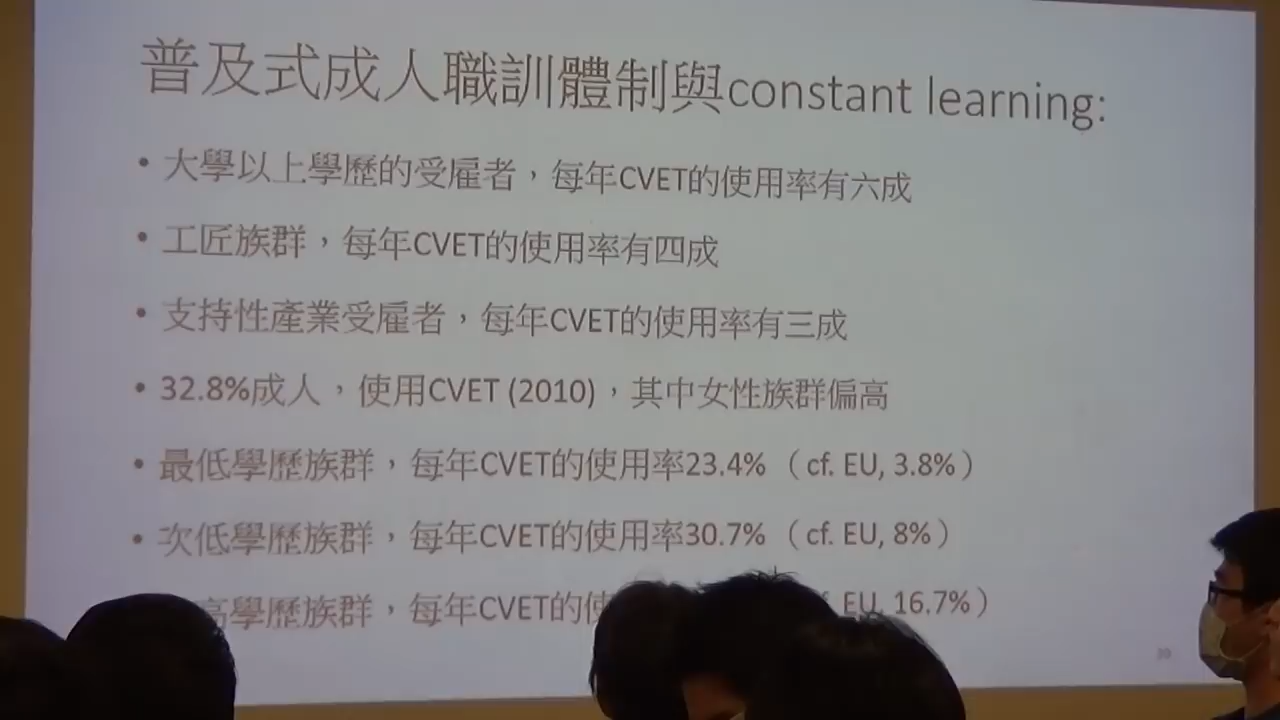 普及式成人職訓體制與constant learning:
• 大學以上學歷的受雇者，每年CVET的使用率有六成
• 工匠族群，每年CVET的使用率有四成
• 支持性產業受雇者，每年CVET的使用率有三成
• 32.8%成人，使用CVET (2010)，其中女性族群偏高
• 最低學歷族群，每年CVET的使用率23.4%（cf. EU, 3.8%）
• 次低學歷族群，每年CVET的使用率30.7%（cf. EU, 8%）
高學歷族群，每年CVET的使 EU, 16.7%）